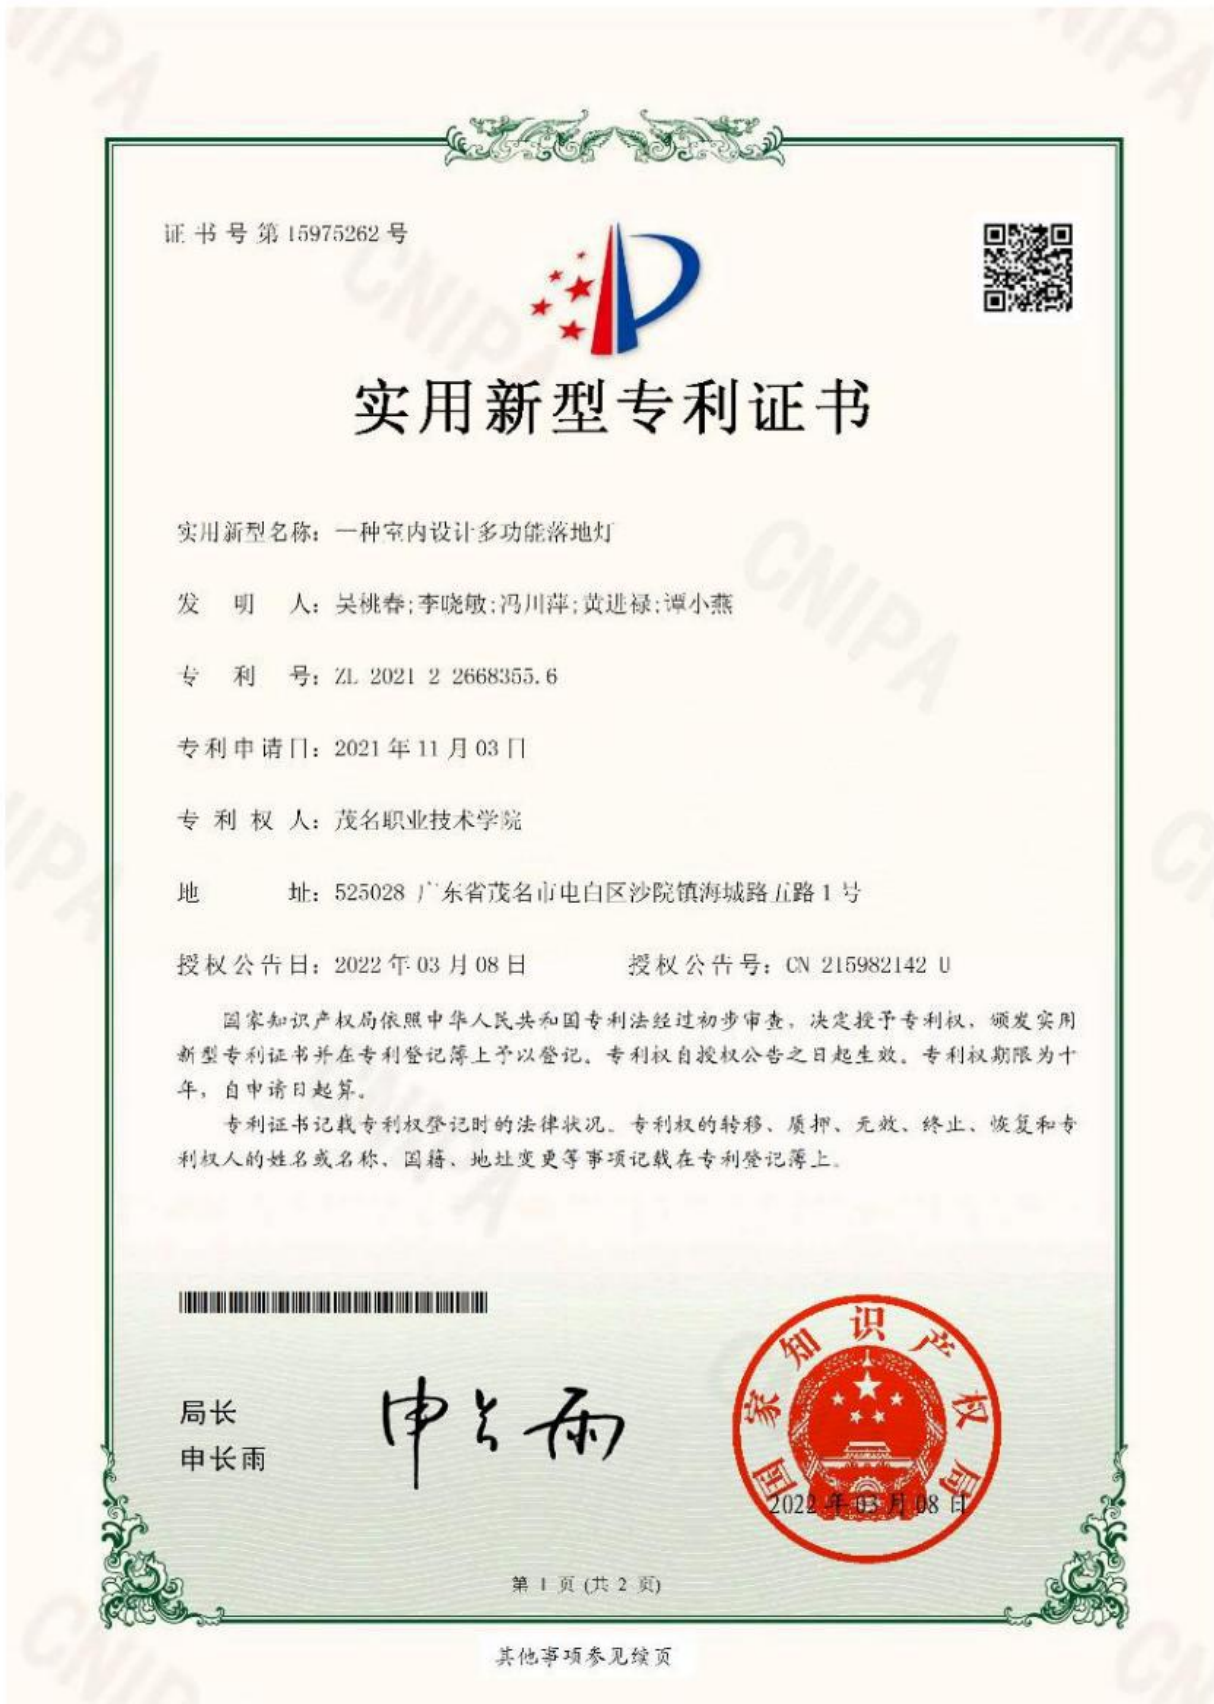 证书号第15975262号
实用新型专利证书
实用新型名称：一种室内设计多功能落地灯
发明人：吴桃春;李晓敏;冯川萍;黄进禄;谭小燕
专利号：ZL 2021 2 2668355.6
专利申请日：2021年11月03日
专利权人：茂名职业技术学院
地址：525028 广东省茂名市电白区沙院镇海城路五路1号
授权公告日：2022年03月08日 授权公告号：CN 215982142 U
国家知识产权局依照中华人民共和国专利法经过初步审查，决定授予专利权，颁发实用
新型专利证书并在专利登记簿上予以登记。专利权自授权公告之日起生效。专利权期限为十
年，自申请日起算。
专利证书记载专利权登记时的法律状况。专利权的转移、质押、无效、终止、恢复和专
利权人的姓名或名称、国籍、地址变更等事项记载在专利登记簿上。
局长
申长雨
申长雨
国家知识产权局
2022年03月08日
第 1 页 (共 2 页)
其他事项参见续页
CNIPA
CNIPA
CNIPA
CNIPA
CNIPA
CNIPA